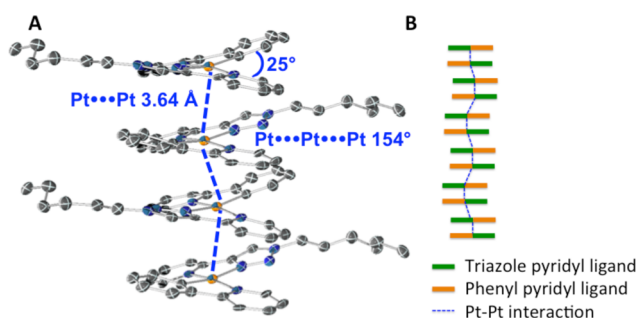 A
B
25°
Pt•••Pt 3.64 Å
Pt•••Pt•••Pt 154°
Triazole pyridyl ligand
Phenyl pyridyl ligand
Pt-Pt interaction